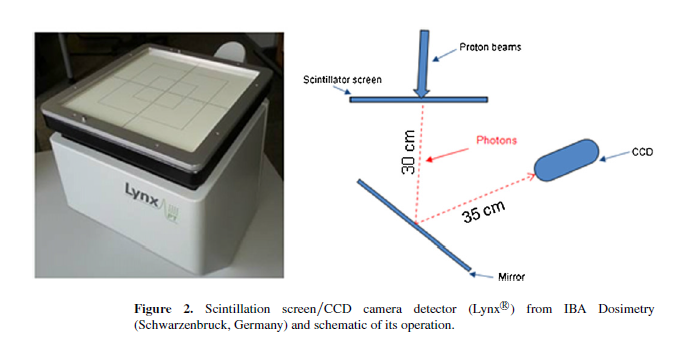 Proton beams
Scintillator screen
30 cm
Photons
CCD
35 cm
Mirror
Lynx
PT
Figure 2. Scintillation screen/CCD camera detector (Lynx®) from IBA Dosimetry
(Schwarzenbruck, Germany) and schematic of its operation.